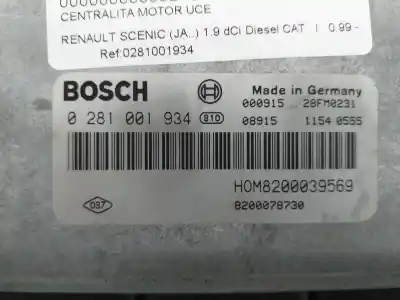 CENTRALITA MOTOR UCE
RENAULT SCENIC (JA..) 1.9 dCi Diesel CAT | 0.99 -
Ref:0281001934
BOSCH
Made in Germany
000915 28FM0231
0 281 001 934 810 08915 1154 0555
HOM8200039569
037 8200078730